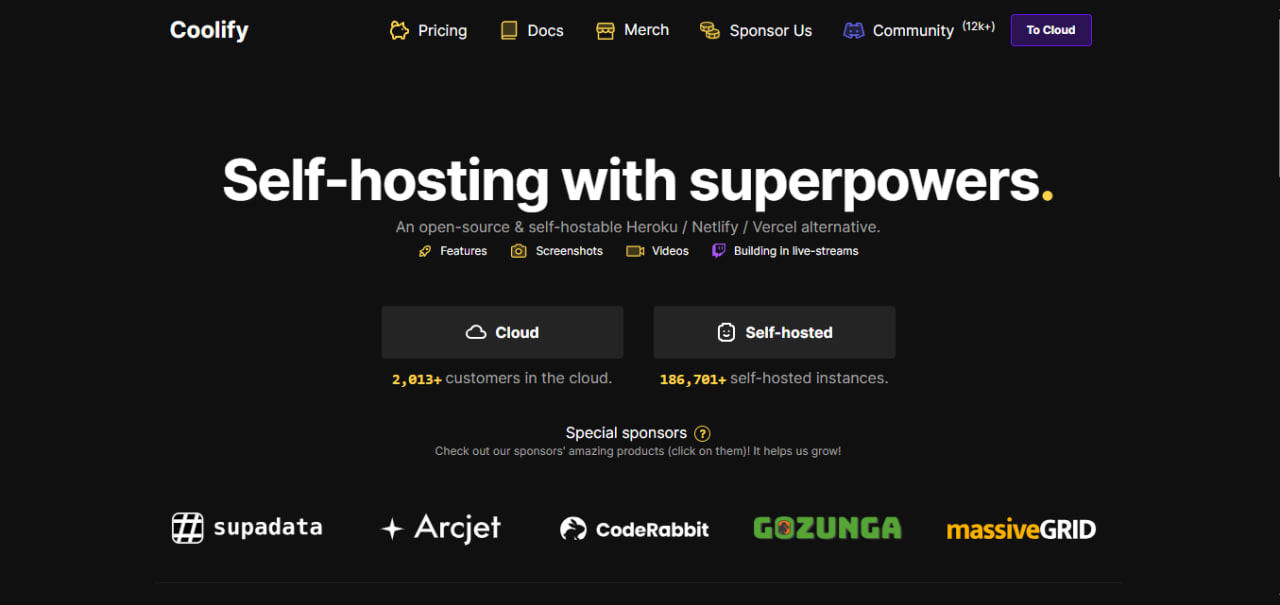 Coolify
Pricing
Docs
Merch
Sponsor Us
Community (12k+)
To Cloud
Self-hosting with superpowers.
An open-source & self-hostable Heroku / Netlify / Vercel alternative.
Features
Screenshots
Videos
Building in live-streams
Cloud
Self-hosted
2,013+ customers in the cloud.
186,701+ self-hosted instances.
Special sponsors ?
Check out our sponsors' amazing products (click on them)! It helps us grow!
supadata
Arcjet
CodeRabbit
GOZUNGA
massiveGRID